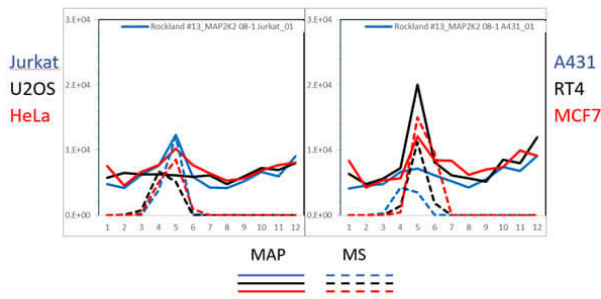 3.E+04
Rockland #13_MAP2K2 08-1 Jurkat_01
Rockland #13_MAP2K2 08-1 A431_01
Jurkat
U2OS
HeLa
A431
RT4
MCF7
2.E+04
1.E+04
0.E+00
1 2 3 4 5 6 7 8 9 10 11 12
1 2 3 4 5 6 7 8 9 10 11 12
3.E+04
2.E+04
1.E+04
0.E+00
MAP MS